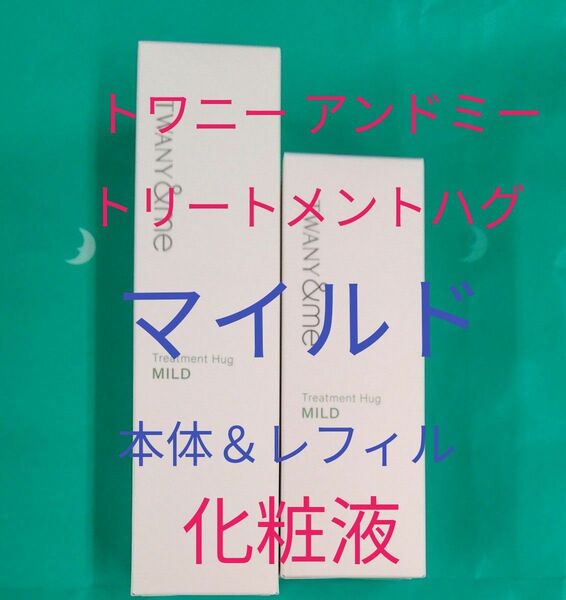 トワニー アンドミー
トリートメントハグ
マイルド
本体＆レフィル
化粧液
TWANY&me
Treatment Hug
MILD
TWANY&me
Treatment Hug
MILD